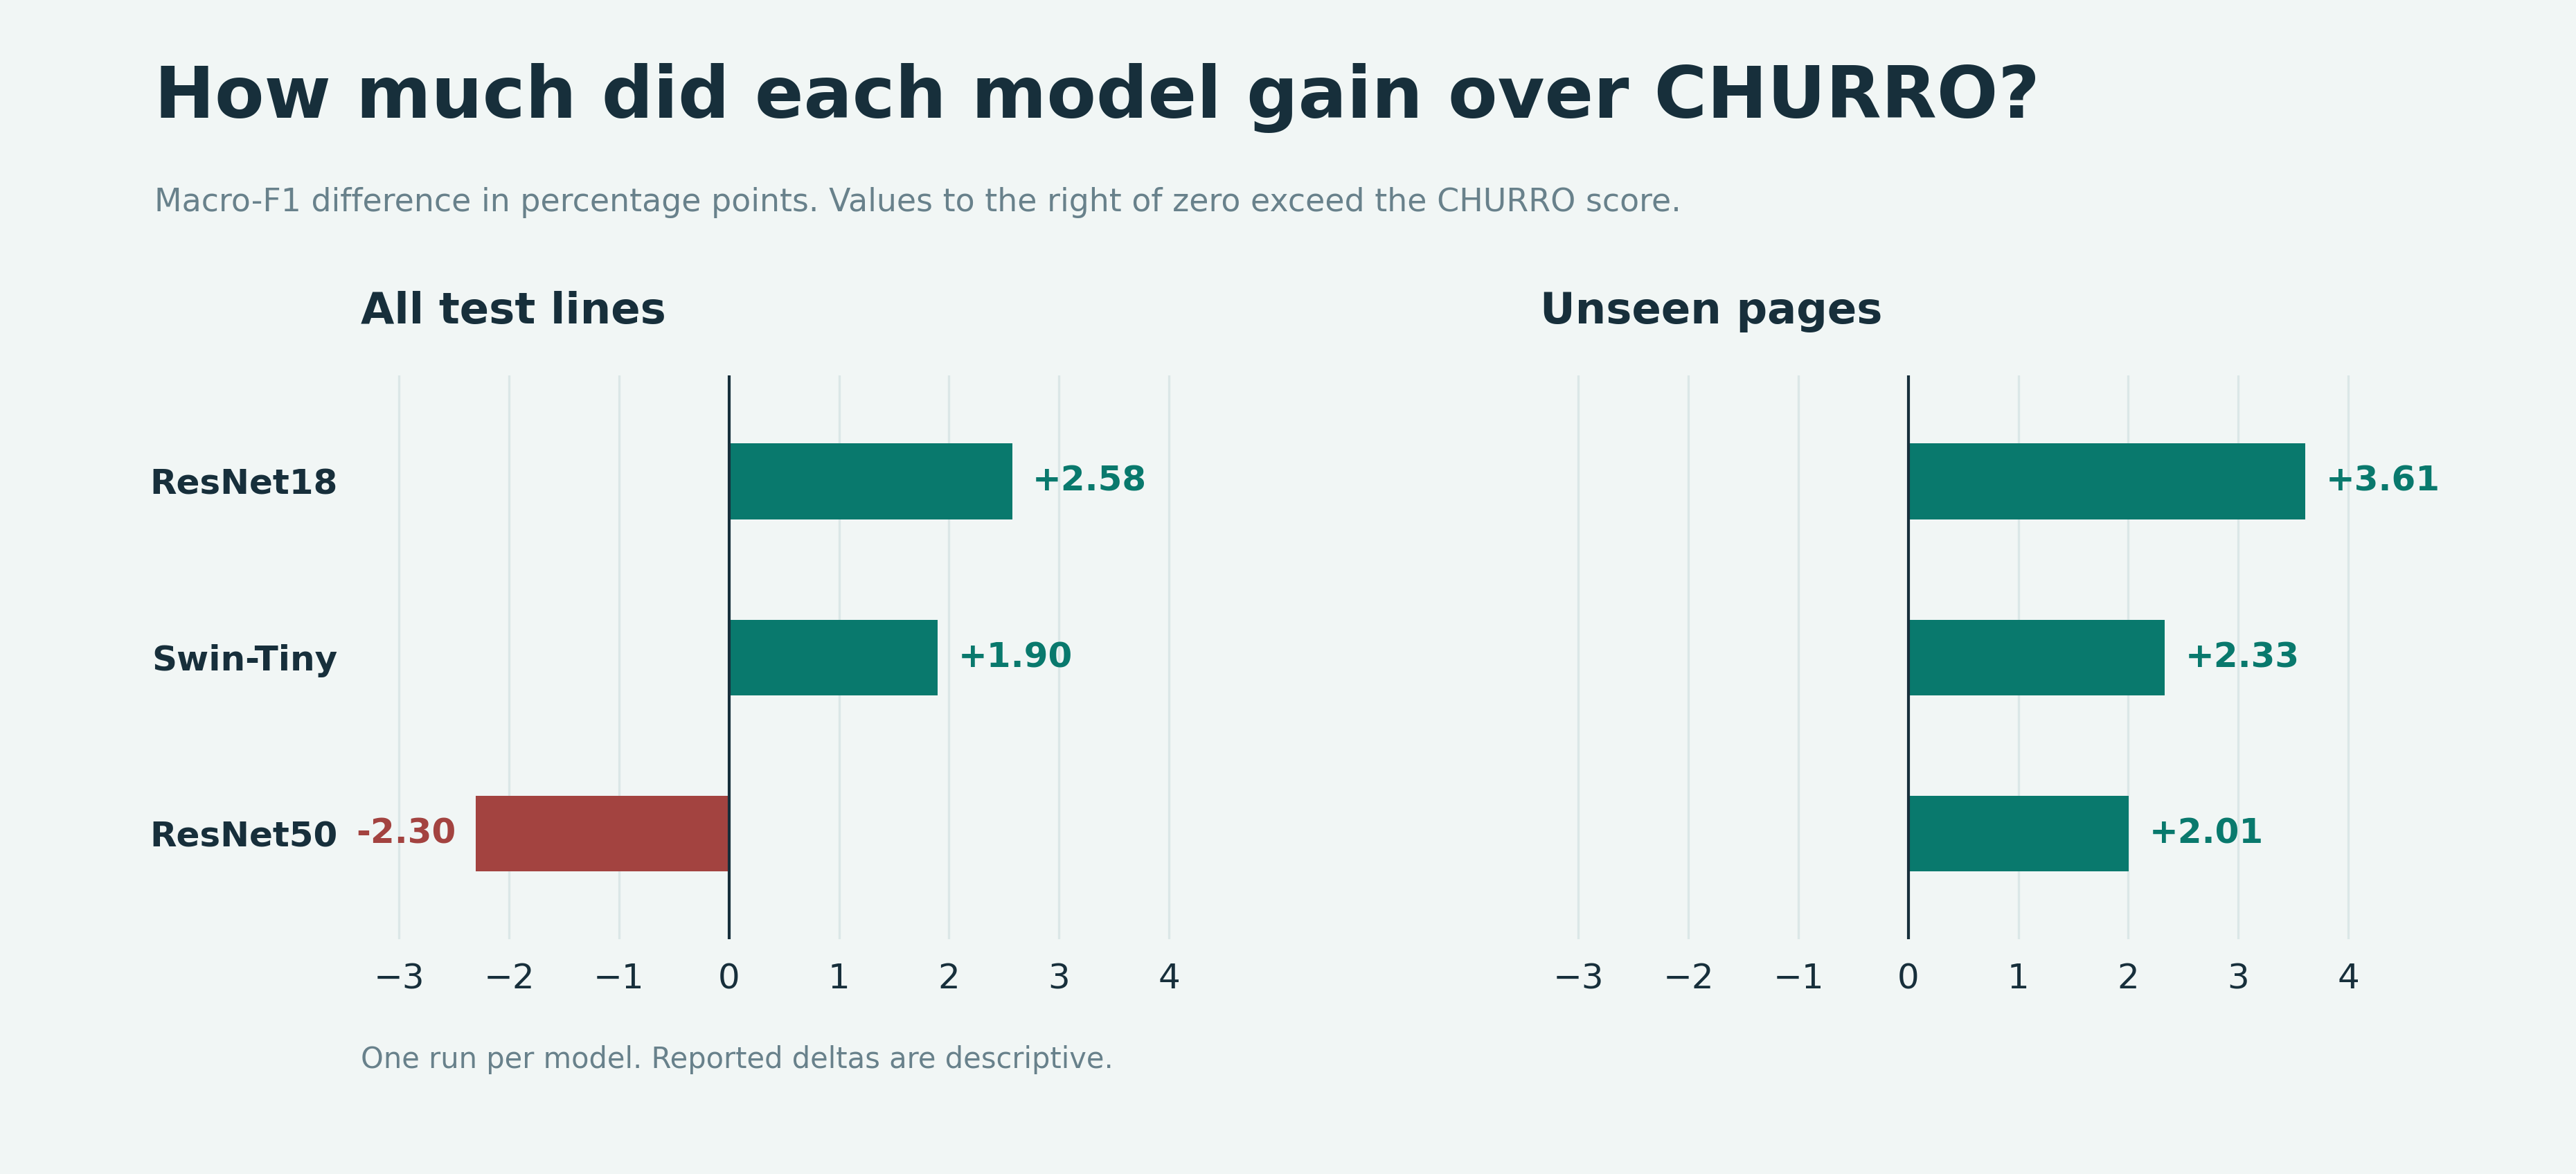 How much did each model gain over CHURRO?
Macro-F1 difference in percentage points. Values to the right of zero exceed the CHURRO score.
All test lines
ResNet18 +2.58
Swin-Tiny +1.90
ResNet50 -2.30
−3 −2 −1 0 1 2 3 4
One run per model. Reported deltas are descriptive.
Unseen pages
+3.61
+2.33
+2.01
−3 −2 −1 0 1 2 3 4